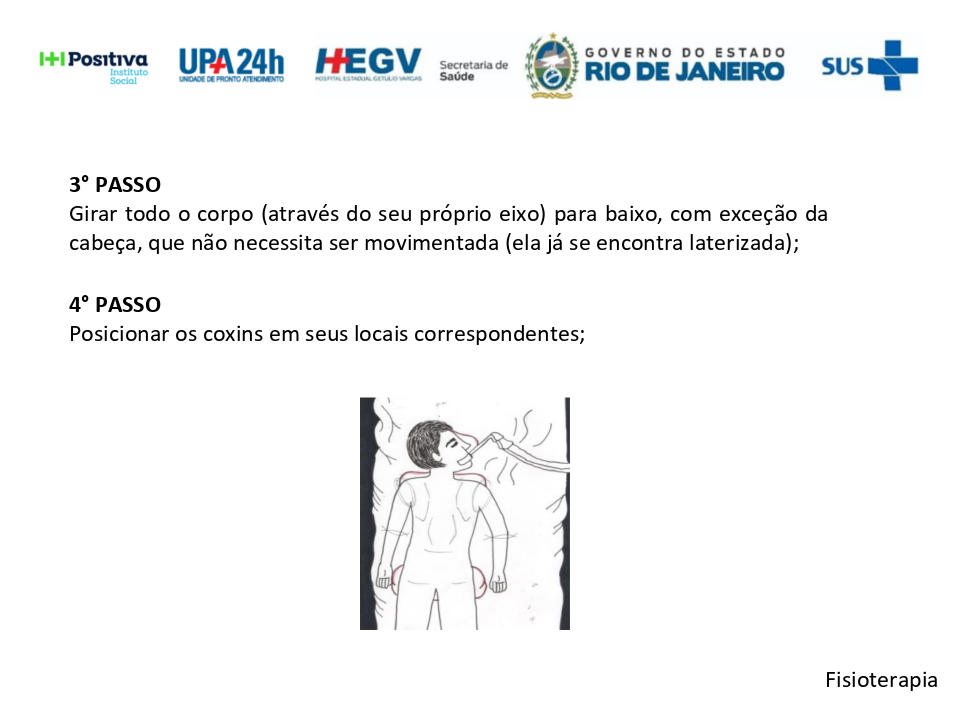 Positiva
Instituto
Social
UPA 24h
UNIDADE DE PRONTO ATENDIMENTO
HEGV
HOSPITAL ESTADUAL GETÚLIO VARGAS
Secretaria de
Saúde
GOVERNO DO ESTADO
RIO DE JANEIRO
SUS
3° PASSO
Girar todo o corpo (através do seu próprio eixo) para baixo, com exceção da
cabeça, que não necessita ser movimentada (ela já se encontra laterizada);
4° PASSO
Posicionar os coxins em seus locais correspondentes;
Fisioterapia